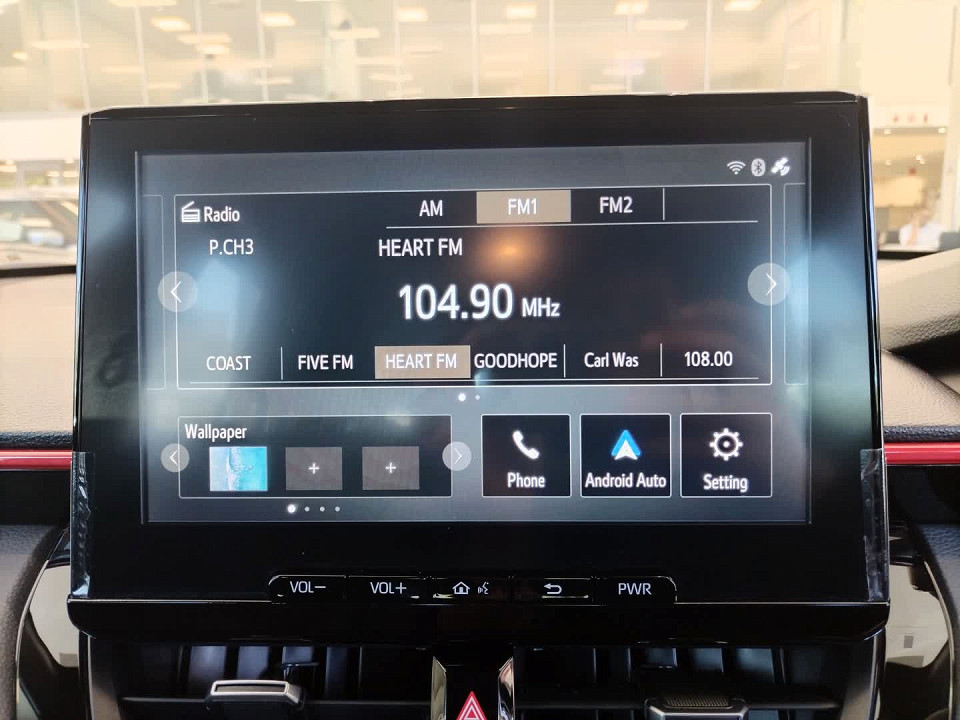 Radio
AM FM1 FM2
P.CH3 HEART FM
104.90 MHz
COAST FIVE FM HEART FM GOODHOPE Carl Was 108.00
Wallpaper
+ +
Phone Android Auto Setting
VOL− VOL+ PWR